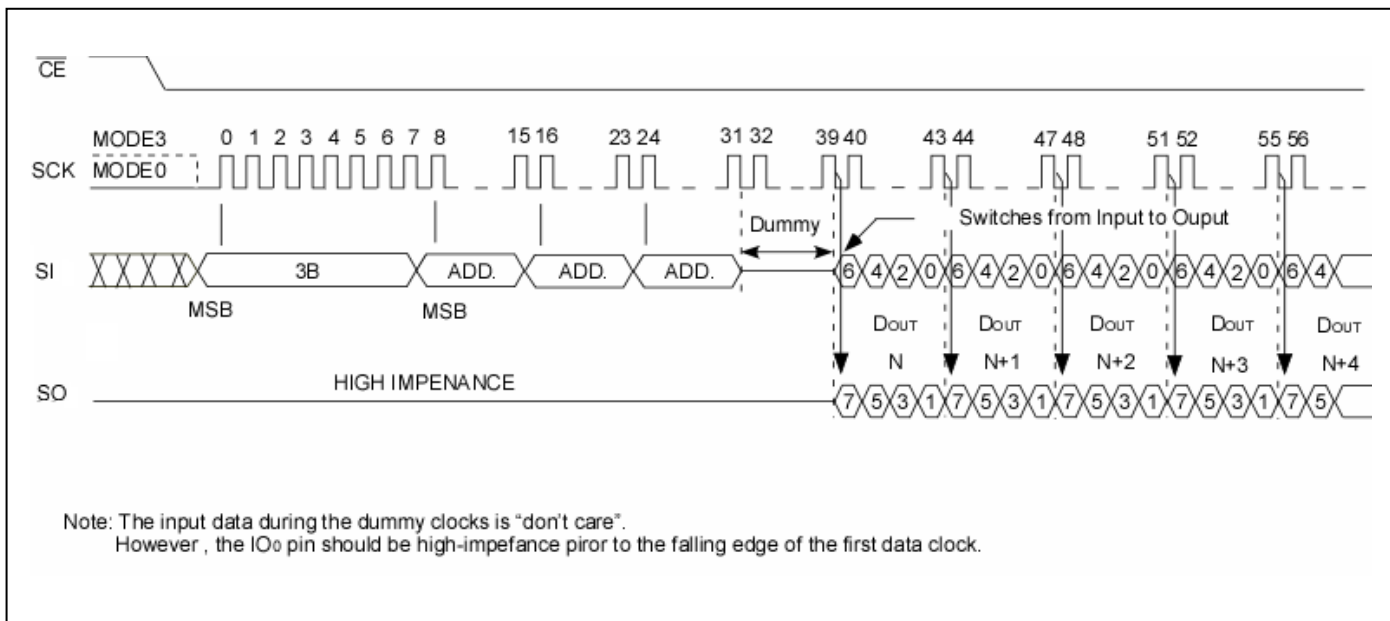 CE
MODE3 0 1 2 3 4 5 6 7 8 15 16 23 24 31 32 39 40 43 44 47 48 51 52 55 56
SCK MODE0
Dummy Switches from Input to Ouput
SI 3B ADD. ADD. ADD. 6 4 2 0 6 4 2 0 6 4 2 0 6 4 2 0 6 4
MSB MSB
DOUT DOUT DOUT DOUT DOUT
N N+1 N+2 N+3 N+4
HIGH IMPENANCE
SO 7 5 3 1 7 5 3 1 7 5 3 1 7 5 3 1 7 5
Note: The input data during the dummy clocks is “don't care”.
However , the IO0 pin should be high-impefance piror to the falling edge of the first data clock.